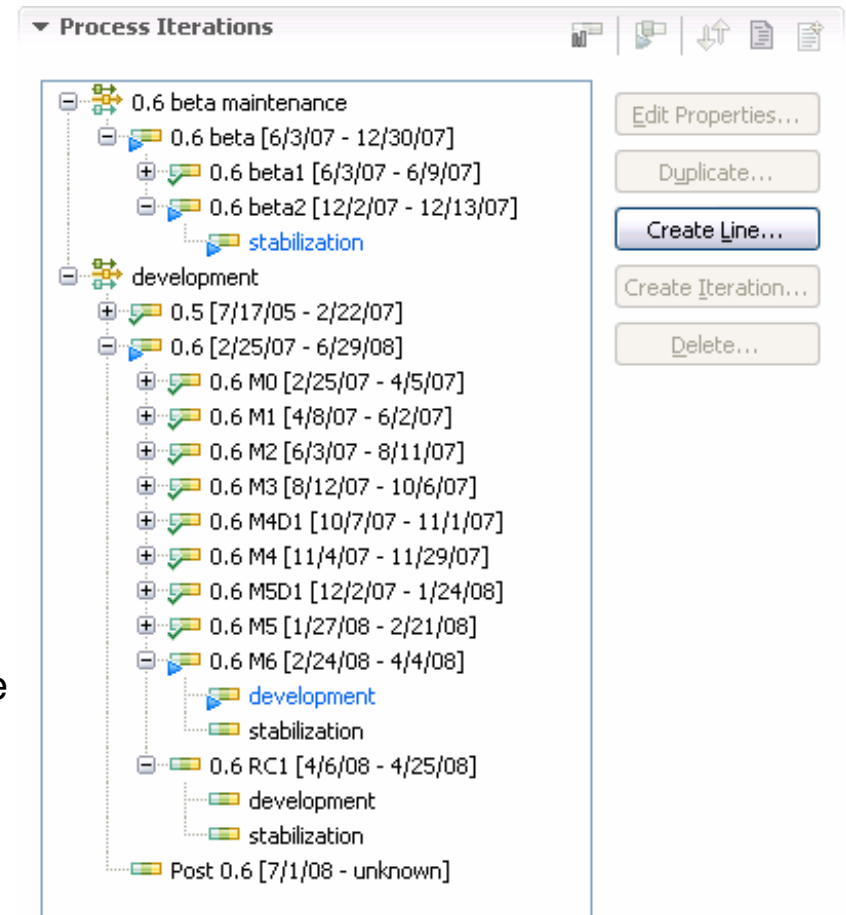 Process Iterations
0.6 beta maintenance
0.6 beta [6/3/07 - 12/30/07]
0.6 beta1 [6/3/07 - 6/9/07]
0.6 beta2 [12/2/07 - 12/13/07]
stabilization
development
0.5 [7/17/05 - 2/22/07]
0.6 [2/25/07 - 6/29/08]
0.6 M0 [2/25/07 - 4/5/07]
0.6 M1 [4/8/07 - 6/2/07]
0.6 M2 [6/3/07 - 8/11/07]
0.6 M3 [8/12/07 - 10/6/07]
0.6 M4D1 [10/7/07 - 11/1/07]
0.6 M4 [11/4/07 - 11/29/07]
0.6 M5D1 [12/2/07 - 1/24/08]
0.6 M5 [1/27/08 - 2/21/08]
0.6 M6 [2/24/08 - 4/4/08]
development
stabilization
0.6 RC1 [4/6/08 - 4/25/08]
development
stabilization
Post 0.6 [7/1/08 - unknown]
Edit Properties...
Duplicate...
Create Line...
Create Iteration...
Delete...
e